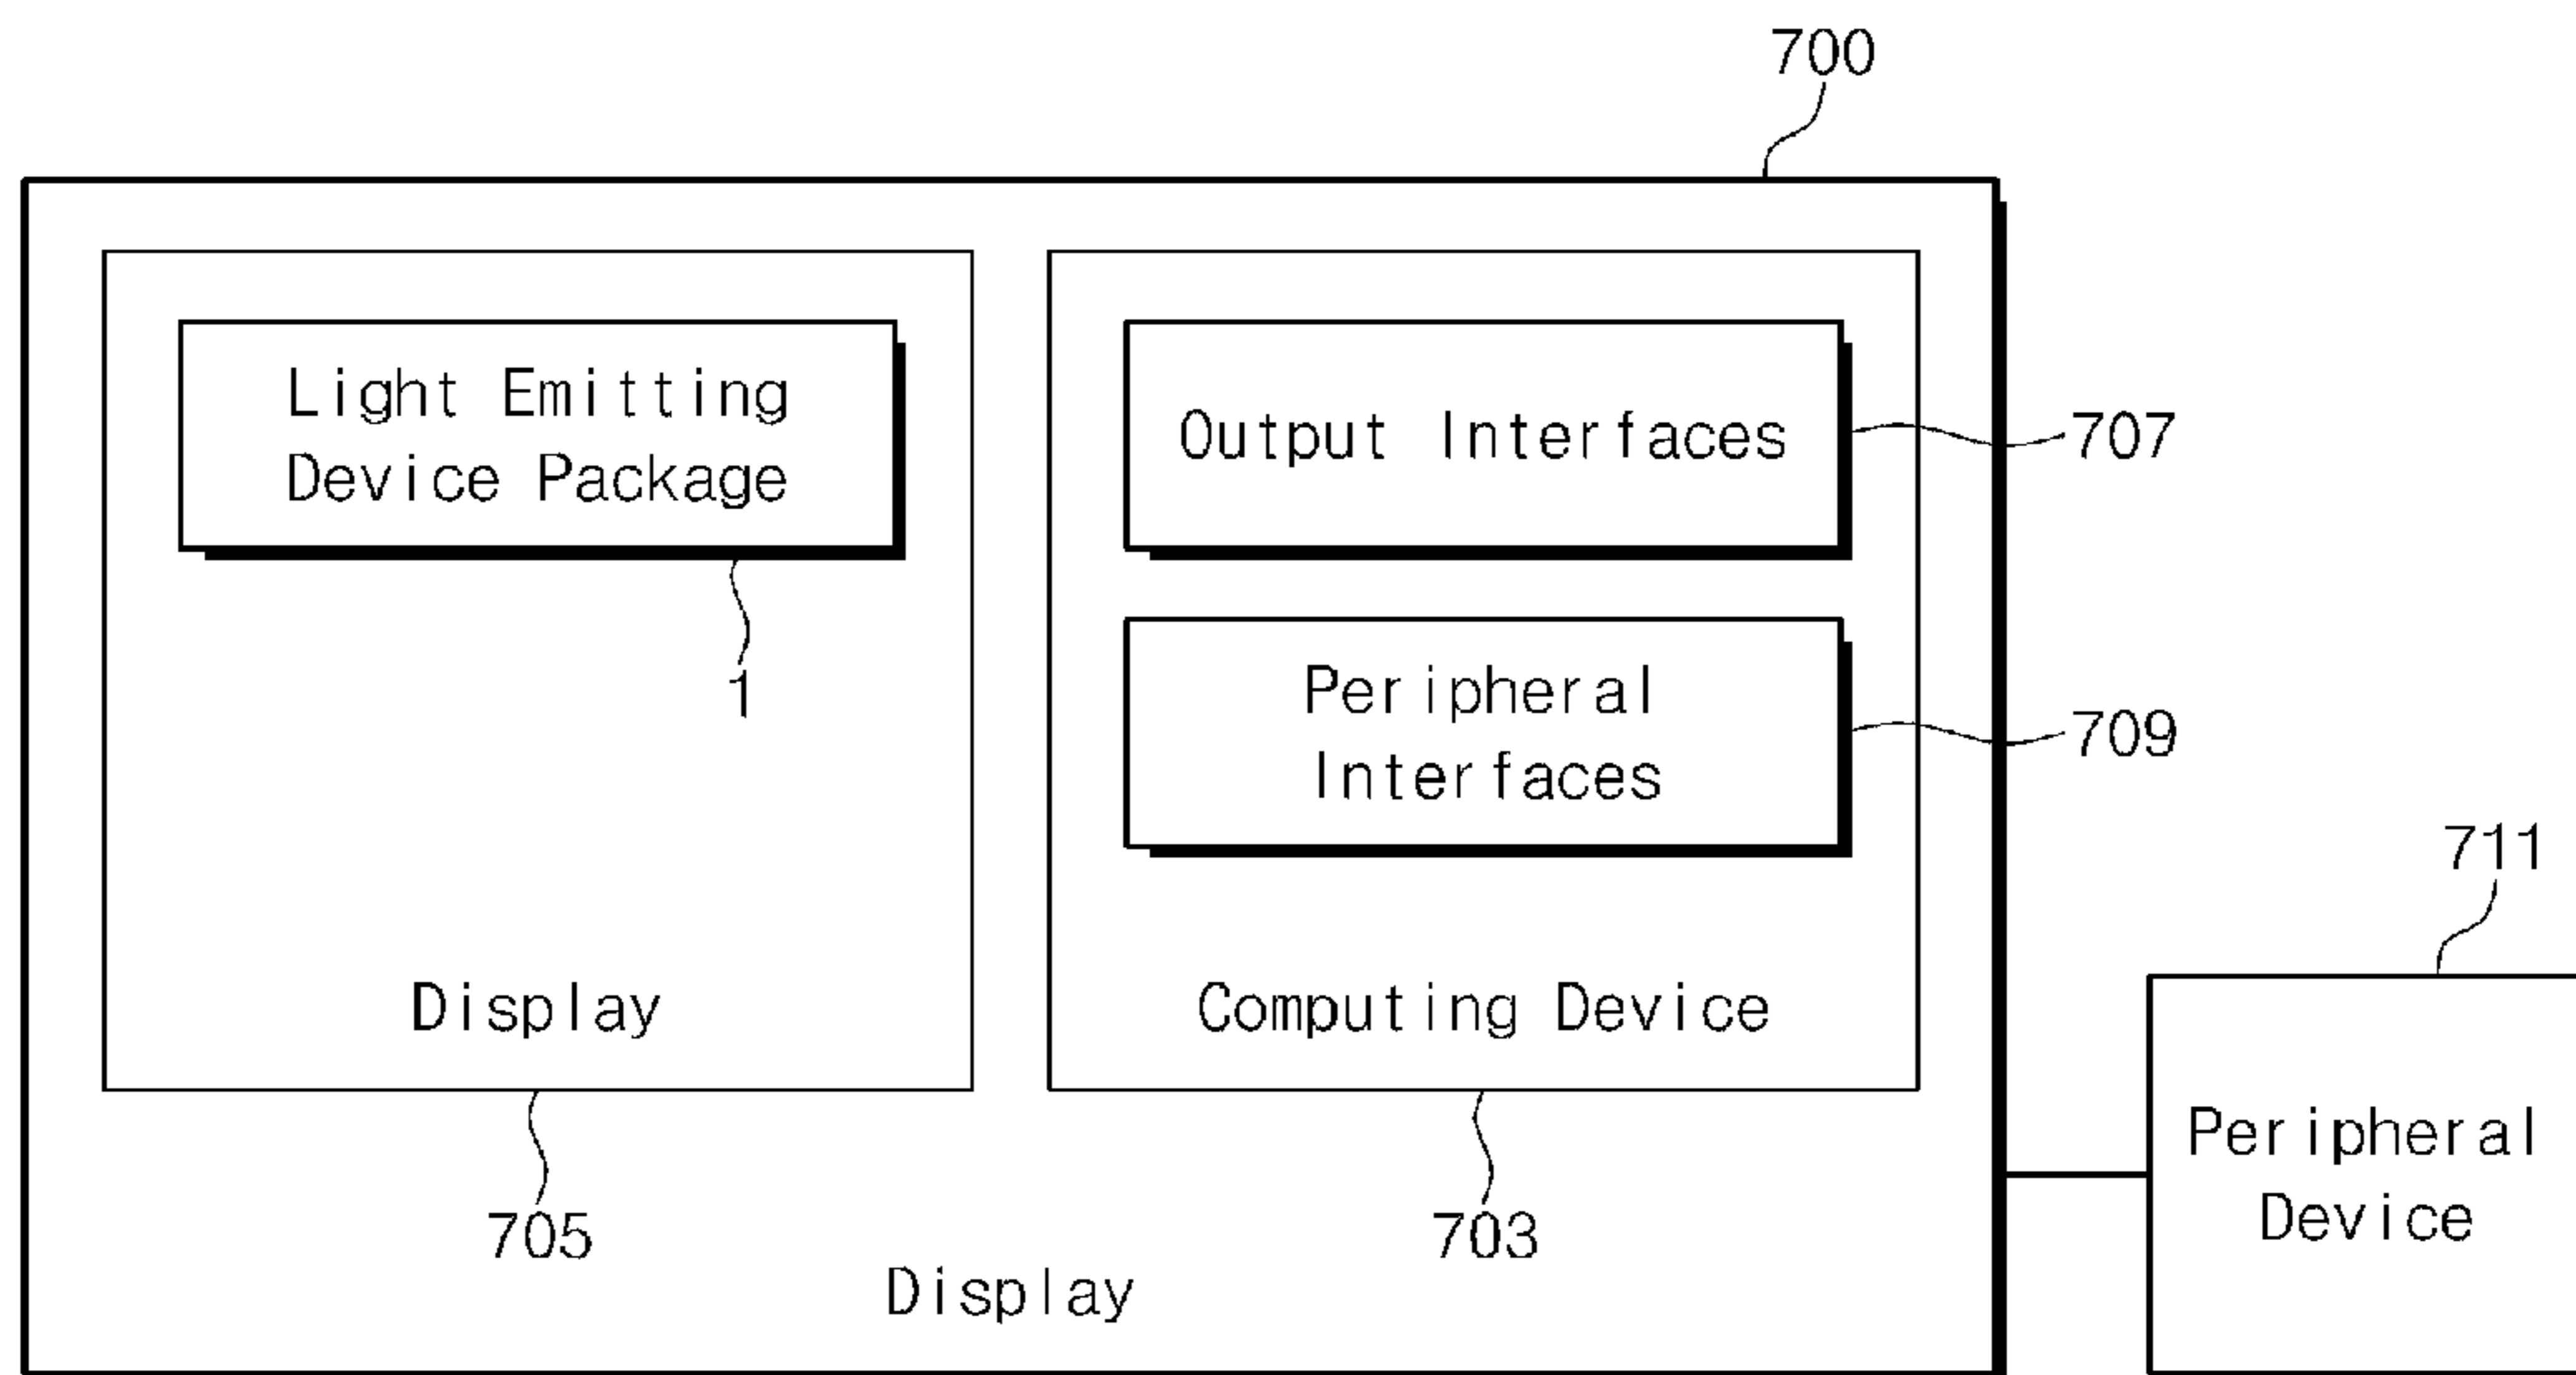 700
Light Emitting
Device Package
1
Display
705
Output Interfaces
707
Peripheral
Interfaces
709
Computing Device
703
Display
711
Peripheral
Device